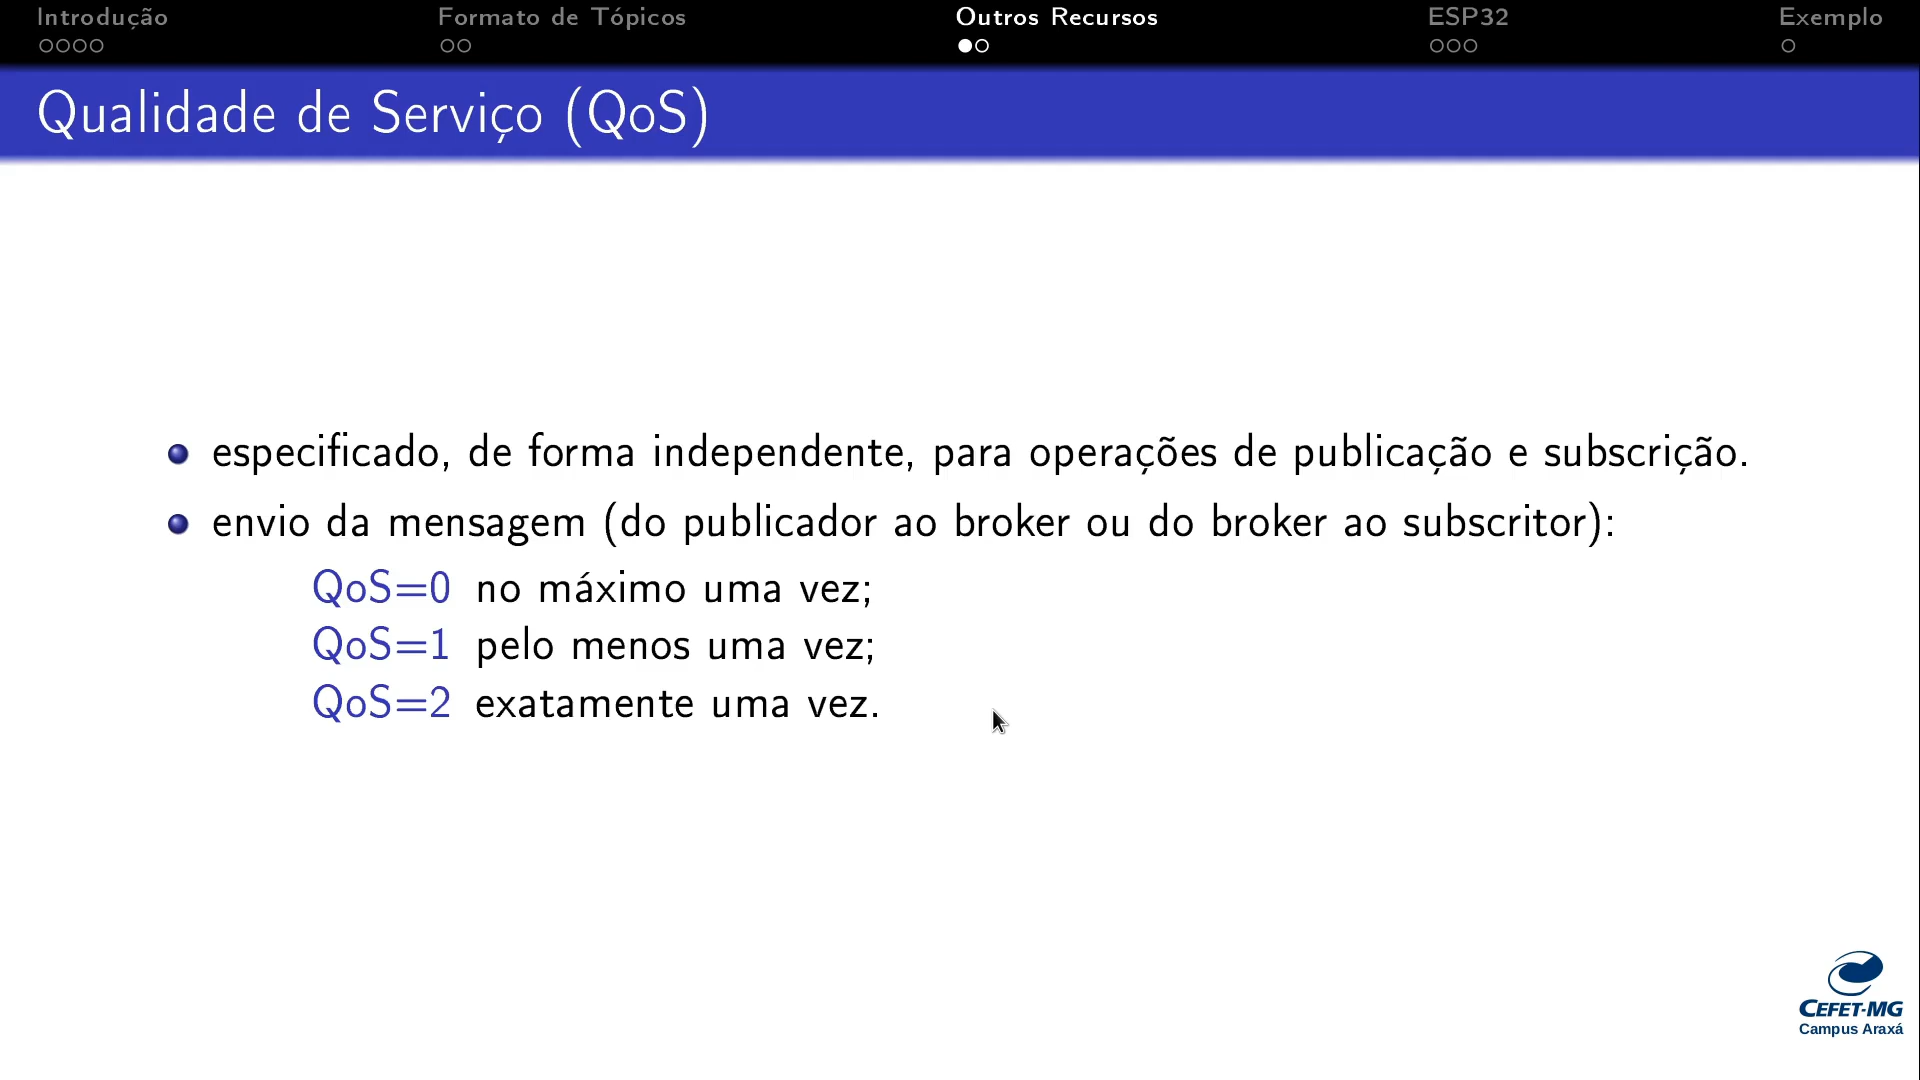 Introdução Formato de Tópicos Outros Recursos ESP32 Exemplo
Qualidade de Serviço (QoS)
especificado, de forma independente, para operações de publicação e subscrição.
envio da mensagem (do publicador ao broker ou do broker ao subscritor):
QoS=0 no máximo uma vez;
QoS=1 pelo menos uma vez;
QoS=2 exatamente uma vez.
CEFET-MG
Campus Araxá